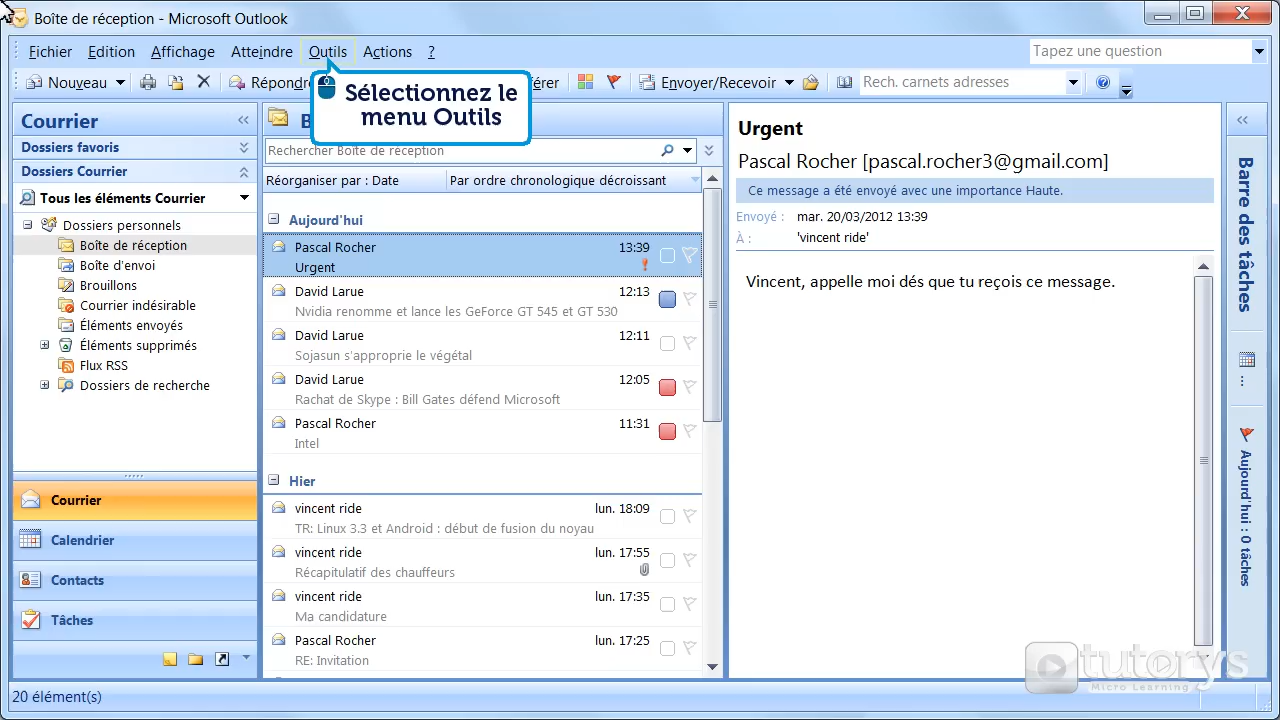 Boîte de réception - Microsoft Outlook
Fichier Edition Affichage Atteindre Outils Actions ?
Tapez une question
Nouveau Envoyer/Recevoir Rech. carnets adresses
Sélectionnez le
menu Outils
Courrier
Dossiers favoris
Dossiers Courrier
Tous les éléments Courrier
Dossiers personnels
Boîte de réception
Boîte d'envoi
Brouillons
Courrier indésirable
Éléments envoyés
Éléments supprimés
Flux RSS
Dossiers de recherche
Courrier
Calendrier
Contacts
Tâches
Rechercher Boîte de réception
Réorganiser par : Date Par ordre chronologique décroissant
Aujourd'hui
Pascal Rocher 13:39
Urgent
David Larue 12:13
Nvidia renomme et lance les GeForce GT 545 et GT 530
David Larue 12:11
Sojasun s'approprie le végétal
David Larue 12:05
Rachat de Skype : Bill Gates défend Microsoft
Pascal Rocher 11:31
Intel
Hier
vincent ride lun. 18:09
TR: Linux 3.3 et Android : début de fusion du noyau
vincent ride lun. 17:55
Récapitulatif des chauffeurs
vincent ride lun. 17:35
Ma candidature
Pascal Rocher lun. 17:25
RE: Invitation
Urgent
Pascal Rocher [pascal.rocher3@gmail.com]
Ce message a été envoyé avec une importance Haute.
Envoyé : mar. 20/03/2012 13:39
À : 'vincent ride'
Vincent, appelle moi dés que tu reçois ce message.
Barre des tâches
...
Aujourd'hui : 0 tâches
tutorys
Micro Learning
20 élément(s)